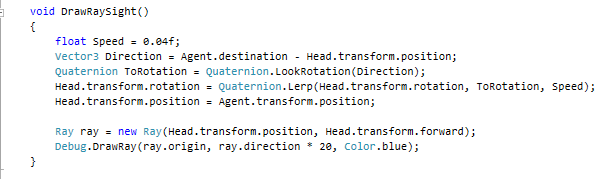 void DrawRaySight()
{
float Speed = 0.04f;
Vector3 Direction = Agent.destination - Head.transform.position;
Quaternion ToRotation = Quaternion.LookRotation(Direction);
Head.transform.rotation = Quaternion.Lerp(Head.transform.rotation, ToRotation, Speed);
Head.transform.position = Agent.transform.position;
Ray ray = new Ray(Head.transform.position, Head.transform.forward);
Debug.DrawRay(ray.origin, ray.direction * 20, Color.blue);
}